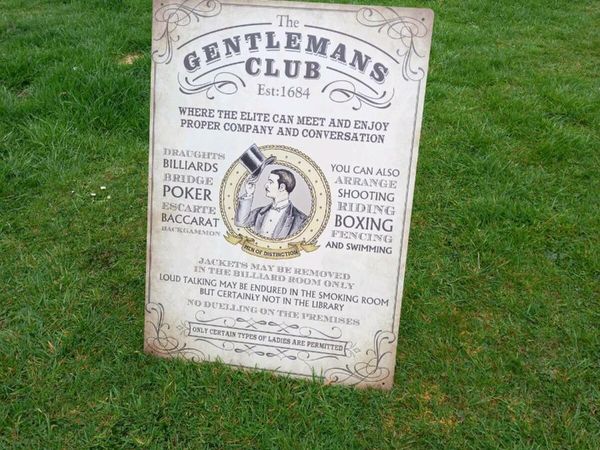 The
GENTLEMANS
CLUB
Est:1684
WHERE THE ELITE CAN MEET AND ENJOY
PROPER COMPANY AND CONVERSATION
DRAUGHTS
BILLIARDS
BRIDGE
POKER
ESCARTE
BACCARAT
BACKGAMMON
MEN OF DISTINCTION
YOU CAN ALSO
ARRANGE
SHOOTING
RIDING
BOXING
FENCING
AND SWIMMING
JACKETS MAY BE REMOVED
IN THE BILLIARD ROOM ONLY
LOUD TALKING MAY BE ENDURED IN THE SMOKING ROOM
BUT CERTAINLY NOT IN THE LIBRARY
NO DUELLING ON THE PREMISES
ONLY CERTAIN TYPES OF LADIES ARE PERMITTED